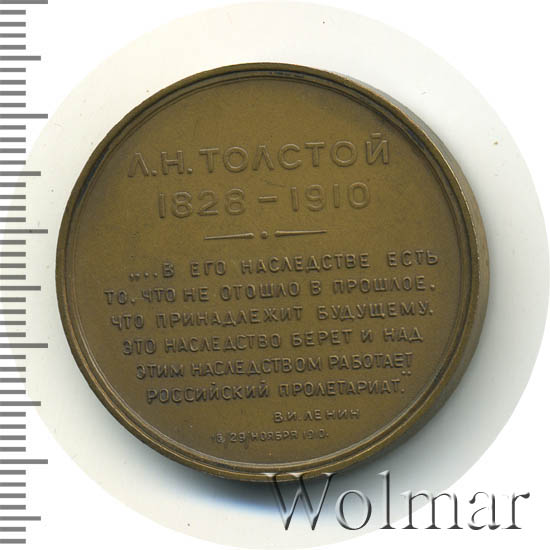 Л.Н. ТОЛСТОЙ
1828 – 1910
„... В ЕГО НАСЛЕДСТВЕ ЕСТЬ
ТО, ЧТО НЕ ОТОШЛО В ПРОШЛОЕ,
ЧТО ПРИНАДЛЕЖИТ БУДУЩЕМУ.
ЭТО НАСЛЕДСТВО БЕРЕТ И НАД
ЭТИМ НАСЛЕДСТВОМ РАБОТАЕТ
РОССИЙСКИЙ ПРОЛЕТАРИАТ."
В.И. ЛЕНИН
29 НОЯБРЯ 1910.
Wolmar